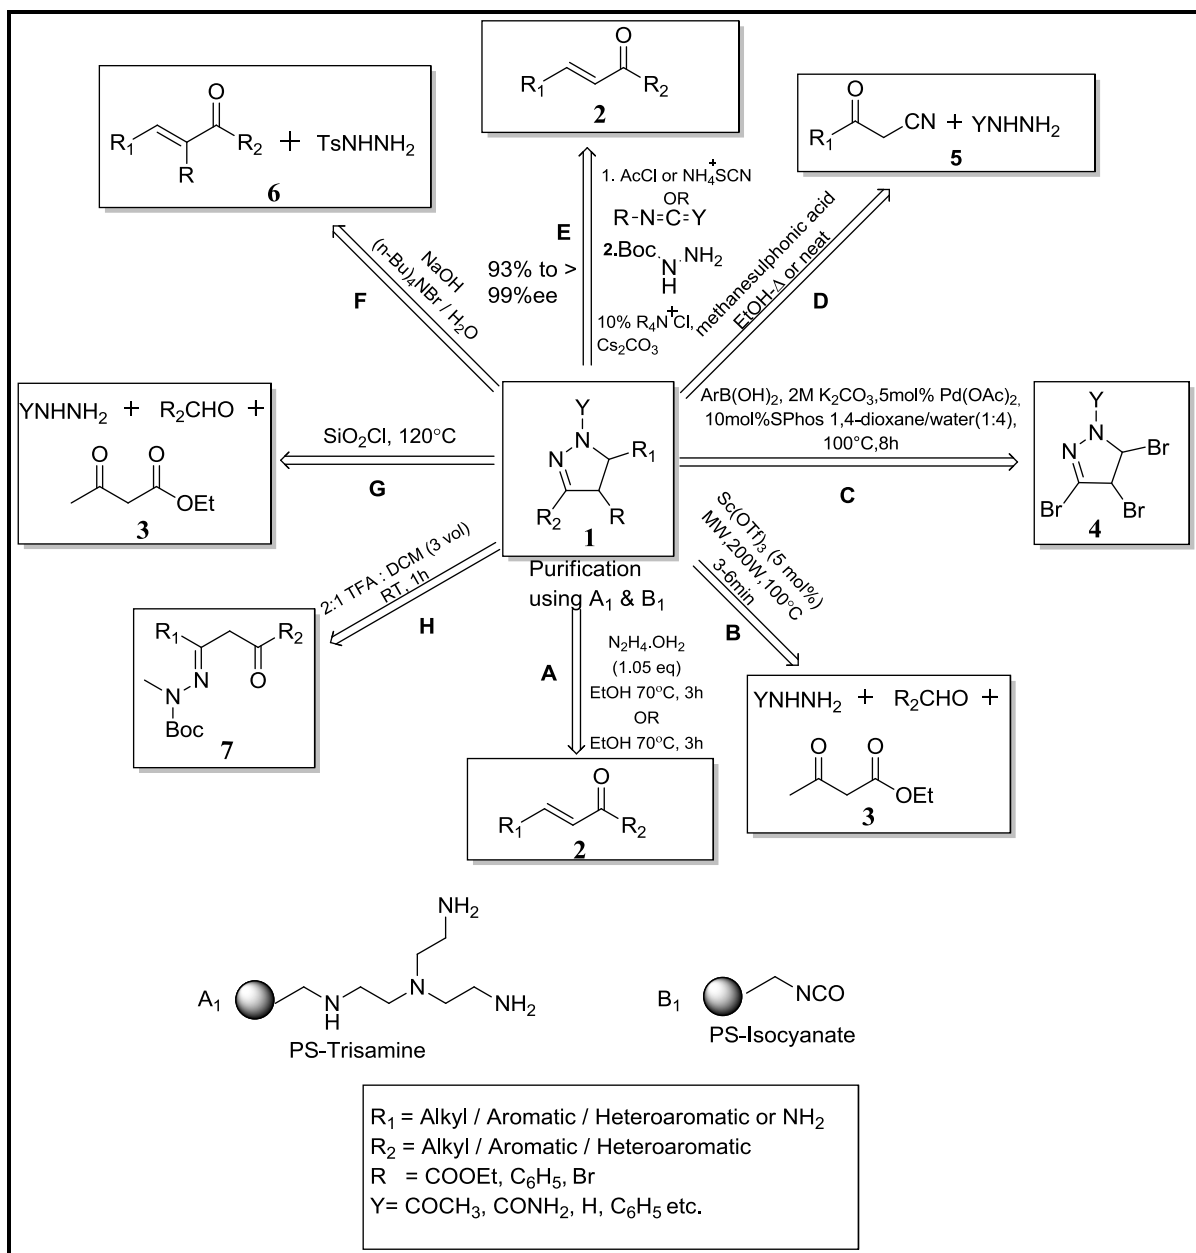 O
R1
R2
2
O
R1
R2
R
+
TsNHNH2
6
O
R1
CN + YNHNH2
5
1. AcCl or NH4SCN
+
OR
R-N=C=Y
2.Boc
N
H
NH2
E
93% to >
99%ee
10% R4N+Cl,
Cs2CO3
NaOH
(n-Bu)4NBr / H2O
F
methanesulphonic acid
EtOH-Δ or neat
D
YNHNH2 + R2CHO +
O
O
OEt
3
SiO2Cl, 120°C
G
Y
N
N
R1
R2
R
1
Purification
using A1 & B1
ArB(OH)2, 2M K2CO3,5mol% Pd(OAc)2,
10mol%SPhos 1,4-dioxane/water(1:4),
100°C,8h
C
Y
N
N
Br
Br
Br
4
2:1 TFA : DCM (3 vol)
RT, 1h
H
R1
R2
N
O
N
Boc
7
A
N2H4.OH2
(1.05 eq)
EtOH 70°C, 3h
OR
EtOH 70°C, 3h
Sc(OTf)3 (5 mol%)
MW,200W,100°C
3-6min
B
YNHNH2 + R2CHO +
O
O
OEt
3
O
R1
R2
2
NH2
A1
N
H
N
NH2
PS-Trisamine
B1
NCO
PS-Isocyanate
R1 = Alkyl / Aromatic / Heteroaromatic or NH2
R2 = Alkyl / Aromatic / Heteroaromatic
R = COOEt, C6H5, Br
Y= COCH3, CONH2, H, C6H5 etc.